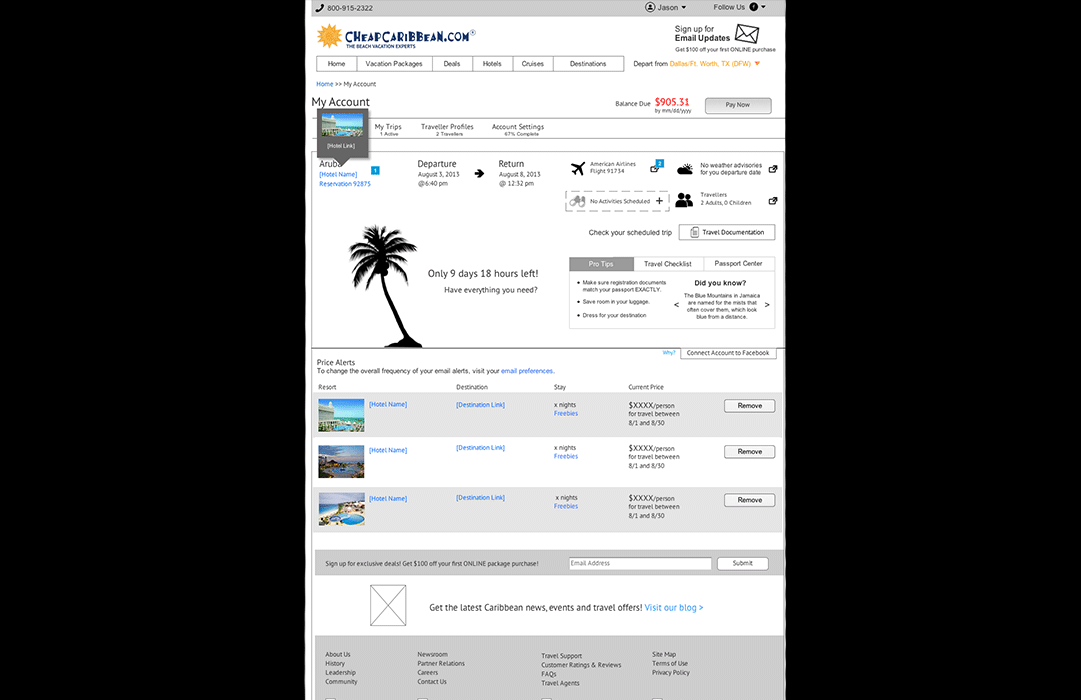 800-915-2322
Jason
Follow Us
CHEAPCARIBBEAN.COM®
THE BEACH VACATION EXPERTS
Sign up for
Email Updates
Get $100 off your first ONLINE purchase
Home Vacation Packages Deals Hotels Cruises Destinations
Depart from Dallas/Ft. Worth, TX (DFW)
Home >> My Account
My Account
Balance Due $905.31
by mm/dd/yyyy
Pay Now
[Hotel Link]
My Trips
1 Active
Traveller Profiles
2 Travellers
Account Settings
67% Complete
Aruba
[Hotel Name]
Reservation 92875
1
Departure
August 3, 2013
@6:40 pm
Return
August 8, 2013
@ 12:32 pm
American Airlines
Flight 91734
2
No weather advisories
for you departure date
No Activities Scheduled +
Travellers
2 Adults, 0 Children
Check your scheduled trip
Travel Documentation
Only 9 days 18 hours left!
Have everything you need?
Pro Tips Travel Checklist Passport Center
• Make sure registration documents
match your passport EXACTLY.
• Save room in your luggage.
• Dress for your destination
Did you know?
< The Blue Mountains in Jamaica
are named for the mists that
often cover them, which look
blue from a distance. >
Why?
Connect Account to Facebook
Price Alerts
To change the overall frequency of your email alerts, visit your email preferences.
Resort Destination Stay Current Price
[Hotel Name] [Destination Link] x nights $XXXX/person Remove
Freebies for travel between
8/1 and 8/30
[Hotel Name] [Destination Link] x nights $XXXX/person Remove
Freebies for travel between
8/1 and 8/30
[Hotel Name] [Destination Link] x nights $XXXX/person Remove
Freebies for travel between
8/1 and 8/30
Sign up for exclusive deals! Get $100 off your first ONLINE package purchase!
Email Address
Submit
Get the latest Caribbean news, events and travel offers! Visit our blog >
About Us
History
Leadership
Community
Newsroom
Partner Relations
Careers
Contact Us
Travel Support
Customer Ratings & Reviews
FAQs
Travel Agents
Site Map
Terms of Use
Privacy Policy